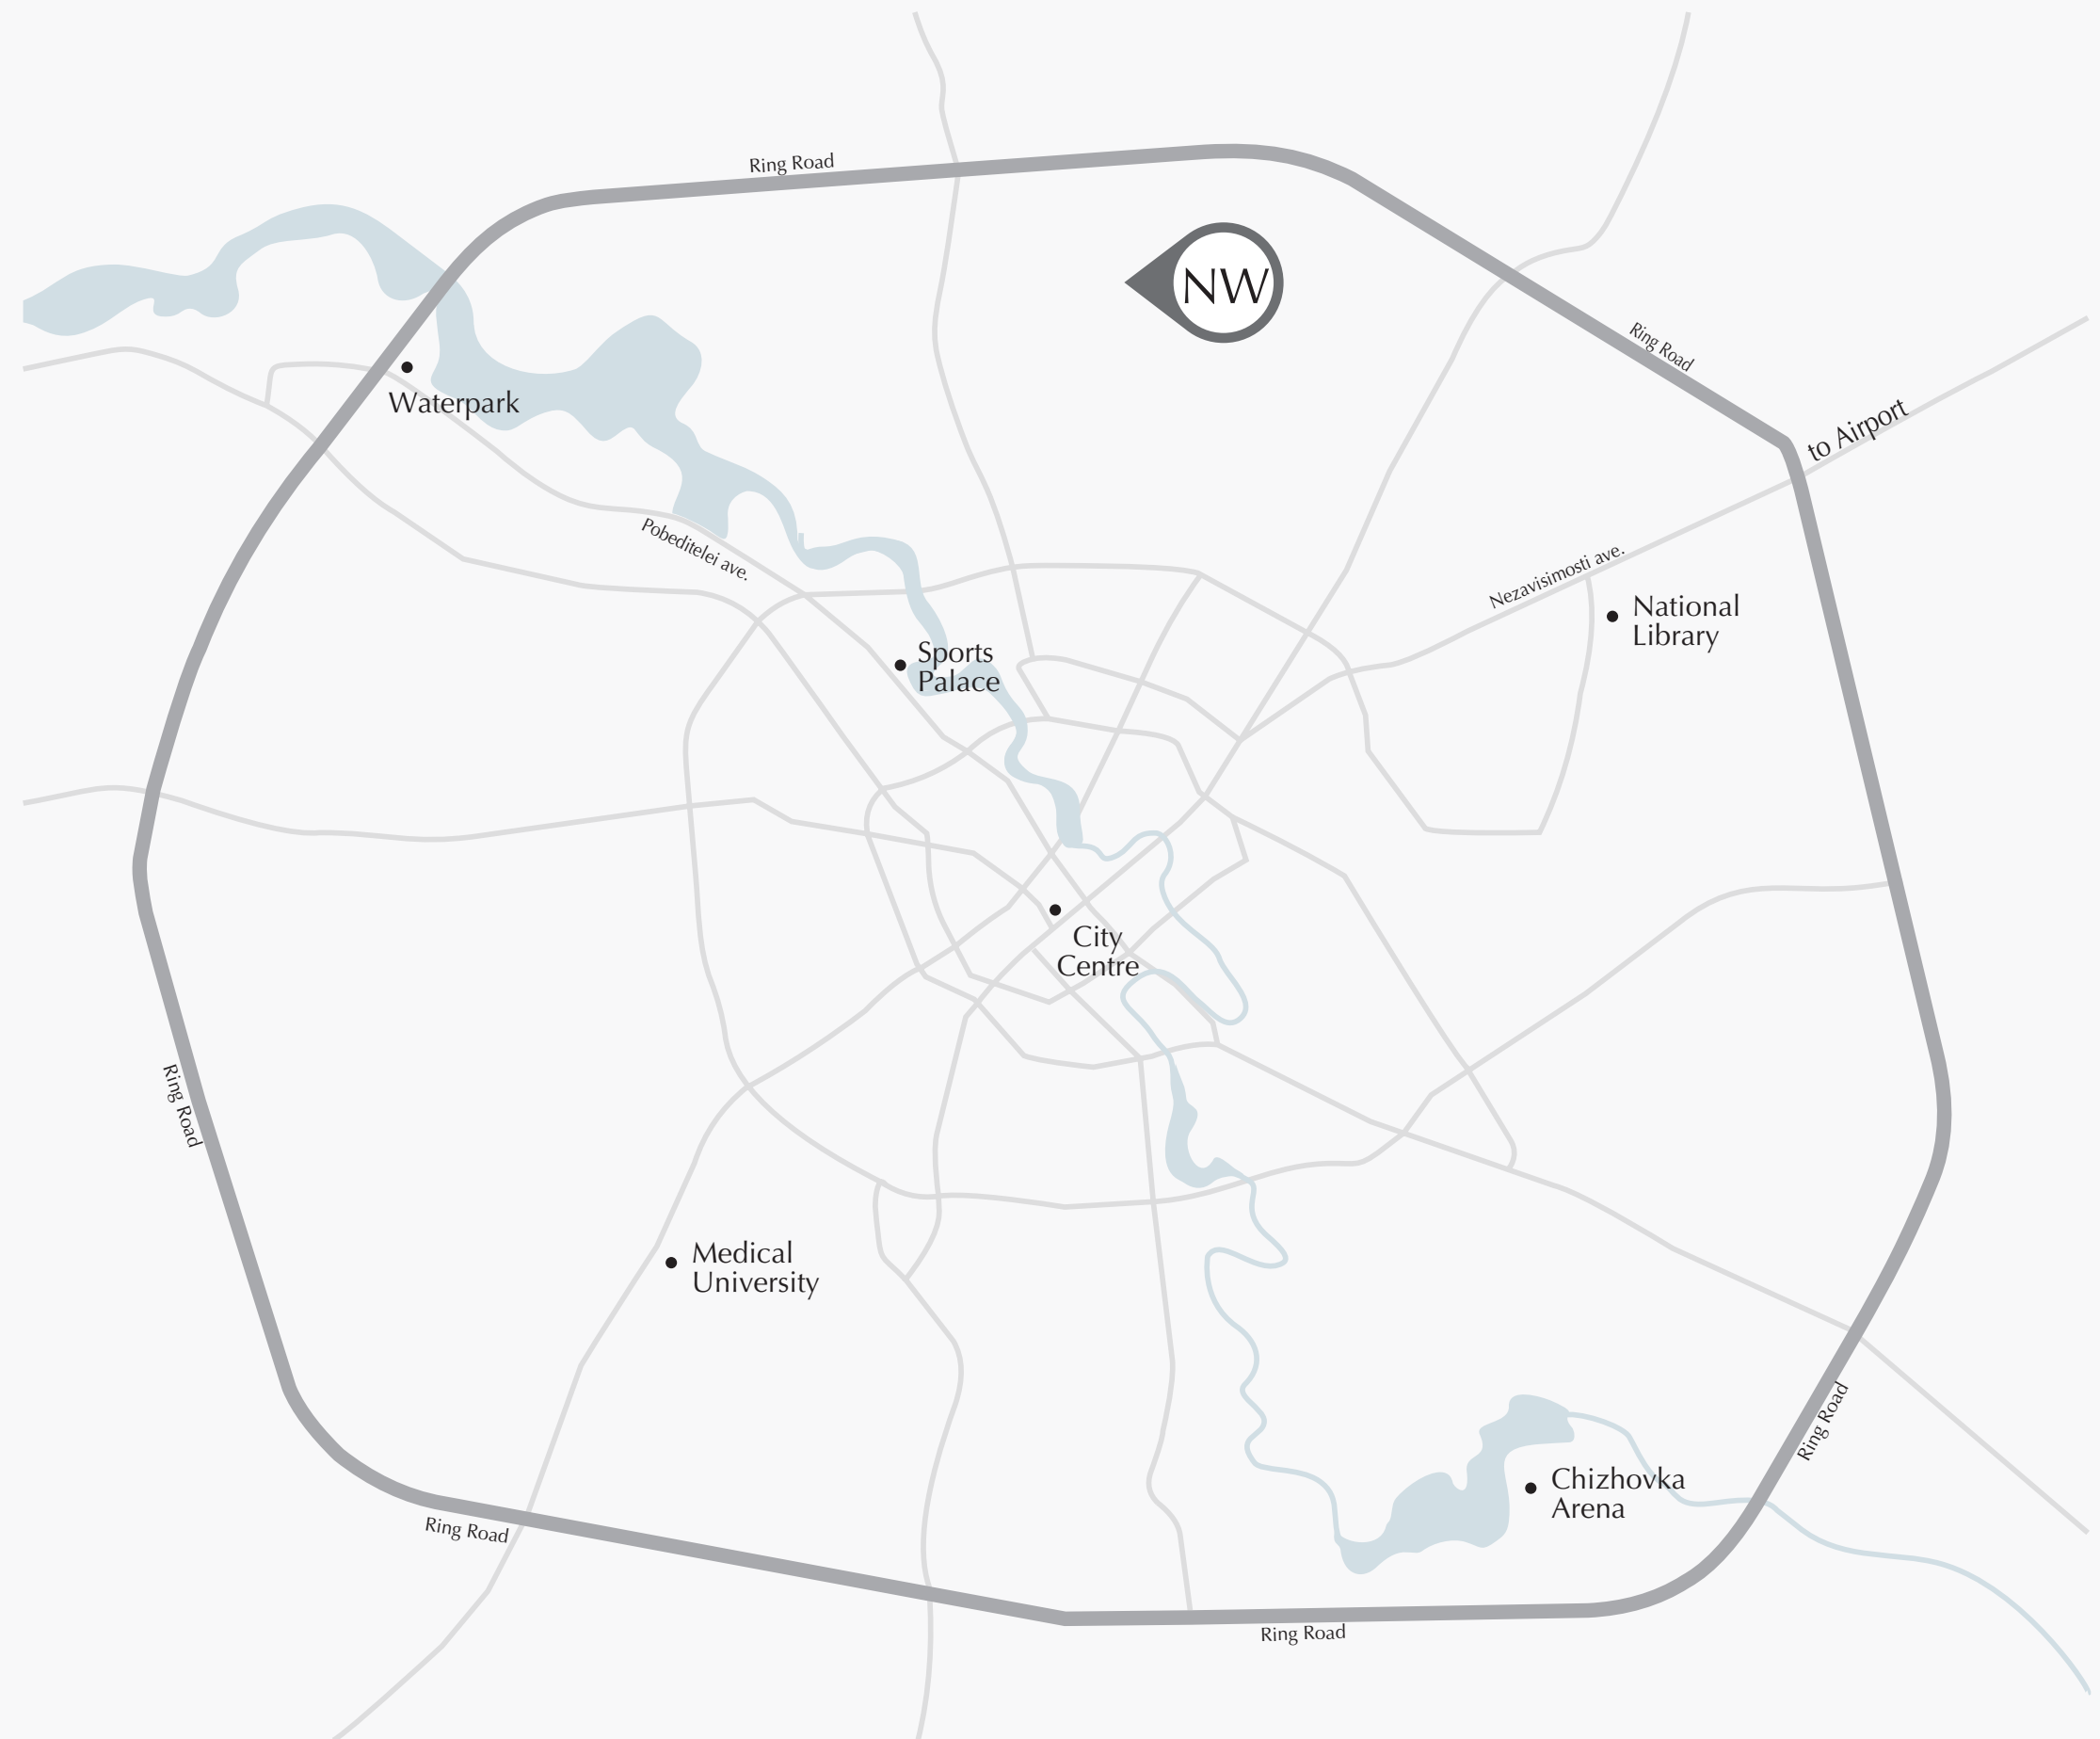 Ring Road
NW
Ring Road
Waterpark
to Airport
Pobeditelei ave.
Nezavisimosti ave.
National
Library
Sports
Palace
City
Centre
Ring Road
Medical
University
Ring Road
Chizhovka
Arena
Ring Road
Ring Road